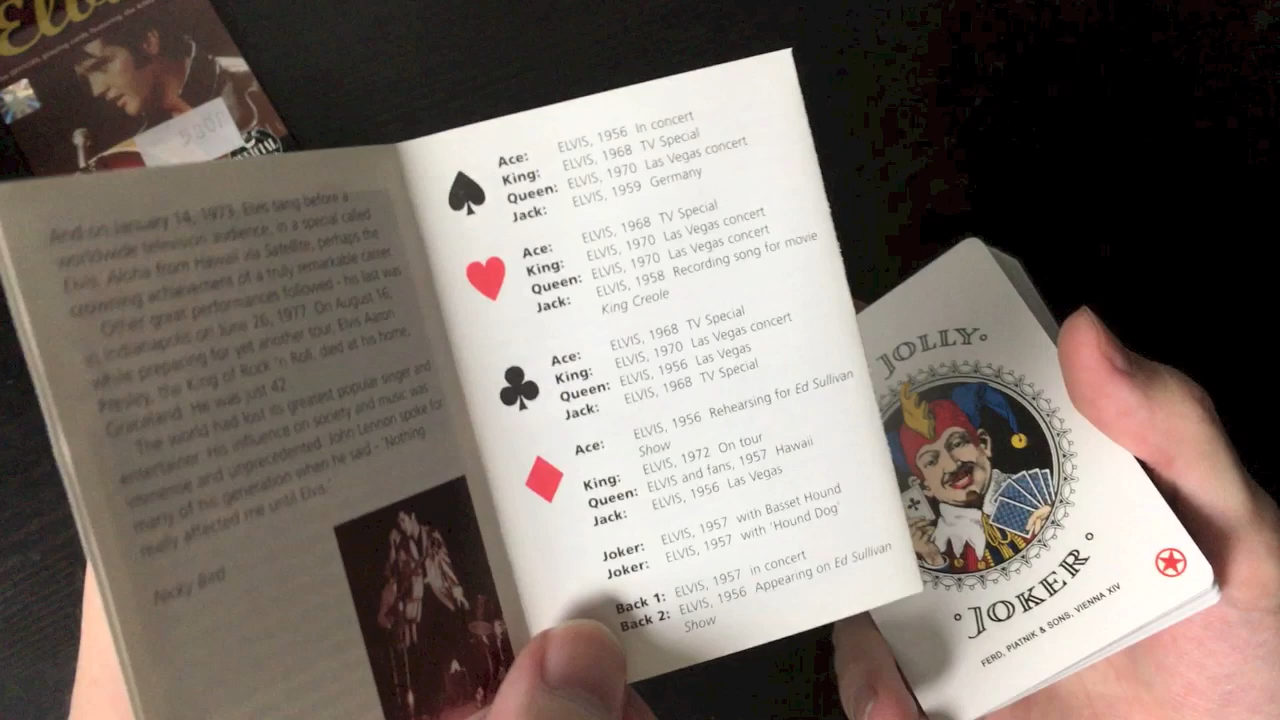 Elvis
And on January 14, 1973, Elvis sang before a
worldwide television audience, in a special called
Elvis, Aloha from Hawaii via Satellite, perhaps the
crowning achievement of a truly remarkable career.
Other great performances followed - his last was
in Indianapolis on June 26, 1977. On August 16,
while preparing for yet another tour, Elvis Aaron
Presley, the King of Rock 'n Roll, died at his home,
Graceland. He was just 42.
The world had lost its greatest popular singer and
entertainer. His influence on society and music was
immense and unprecedented. John Lennon spoke for
many of his generation when he said - 'Nothing
really affected me until Elvis.'
Nicky Bird
Ace: ELVIS, 1956 In concert
King: ELVIS, 1968 TV Special
Queen: ELVIS, 1970 Las Vegas concert
Jack: ELVIS, 1959 Germany
Ace: ELVIS, 1968 TV Special
King: ELVIS, 1970 Las Vegas concert
Queen: ELVIS, 1970 Las Vegas concert
Jack: ELVIS, 1958 Recording song for movie
King Creole
Ace: ELVIS, 1968 TV Special
King: ELVIS, 1970 Las Vegas concert
Queen: ELVIS, 1956 Las Vegas
Jack: ELVIS, 1968 TV Special
Ace: ELVIS, 1956 Rehearsing for Ed Sullivan
Show
King: ELVIS, 1972 On tour
Queen: ELVIS and fans, 1957 Hawaii
Jack: ELVIS, 1956 Las Vegas
Joker: ELVIS, 1957 with Basset Hound
Joker: ELVIS, 1957 with 'Hound Dog'
Back 1: ELVIS, 1957 in concert
Back 2: ELVIS, 1956 Appearing on Ed Sullivan
Show
JOLLY
JOKER
FERD. PIATNIK & SONS, VIENNA XIV